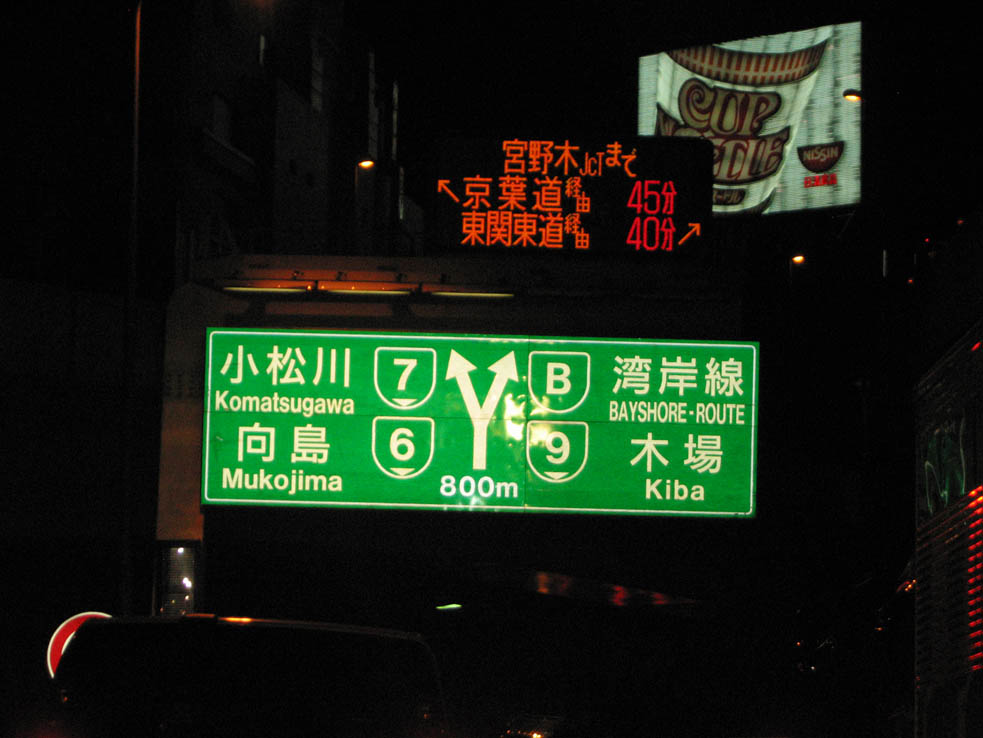 CUP
NOODLE
NISSIN
宮野木JCTまで
↖京葉道経由 45分
東関東道経由 40分↗
小松川 7 B 湾岸線
Komatsugawa BAYSHORE-ROUTE
向島 6 9 木場
Mukojima 800m Kiba